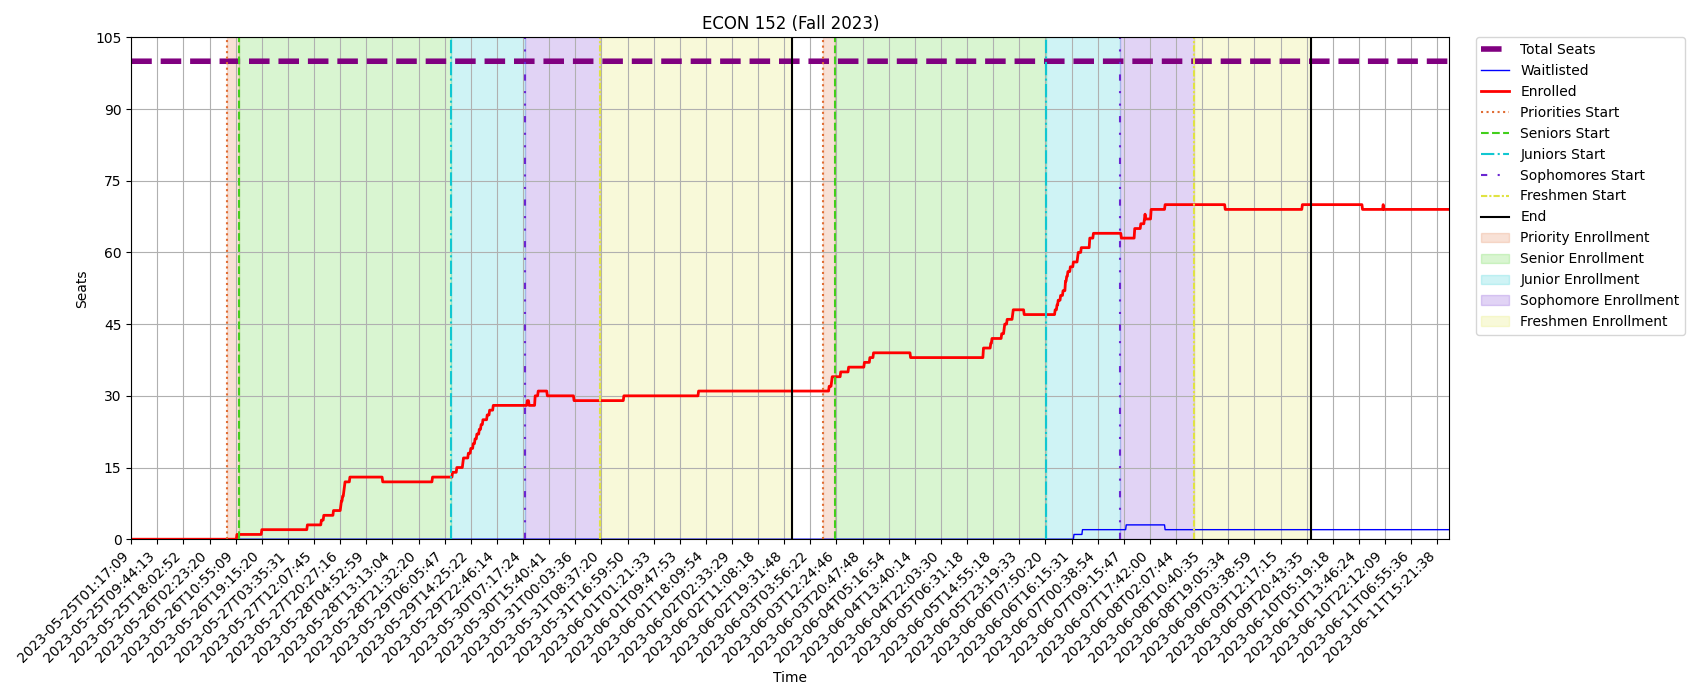 ECON 152 (Fall 2023)
105
90
75
60
45
30
15
0
Seats
2023-05-25T01:17:09
2023-05-25T09:44:13
2023-05-25T18:02:52
2023-05-26T02:23:20
2023-05-26T10:55:09
2023-05-26T19:15:20
2023-05-27T03:35:31
2023-05-27T12:07:45
2023-05-27T20:27:16
2023-05-28T04:52:59
2023-05-28T13:13:04
2023-05-28T21:32:20
2023-05-29T06:05:47
2023-05-29T14:25:22
2023-05-29T22:46:14
2023-05-30T07:17:24
2023-05-30T15:40:41
2023-05-31T00:03:36
2023-05-31T08:37:20
2023-05-31T16:59:50
2023-06-01T01:21:33
2023-06-01T09:47:53
2023-06-01T18:09:54
2023-06-02T02:33:29
2023-06-02T11:08:18
2023-06-02T19:31:48
2023-06-03T03:56:22
2023-06-03T12:24:46
2023-06-03T20:47:48
2023-06-04T05:16:54
2023-06-04T13:40:14
2023-06-04T22:03:30
2023-06-05T06:31:18
2023-06-05T14:55:18
2023-06-05T23:19:33
2023-06-06T07:50:20
2023-06-06T16:15:31
2023-06-07T00:38:54
2023-06-07T09:15:47
2023-06-07T17:42:00
2023-06-08T02:07:44
2023-06-08T10:40:35
2023-06-08T19:05:34
2023-06-09T03:38:59
2023-06-09T12:17:15
2023-06-09T20:43:35
2023-06-10T05:19:18
2023-06-10T13:46:24
2023-06-10T22:12:09
2023-06-11T06:55:36
2023-06-11T15:21:38
Time
Total Seats
Waitlisted
Enrolled
Priorities Start
Seniors Start
Juniors Start
Sophomores Start
Freshmen Start
End
Priority Enrollment
Senior Enrollment
Junior Enrollment
Sophomore Enrollment
Freshmen Enrollment